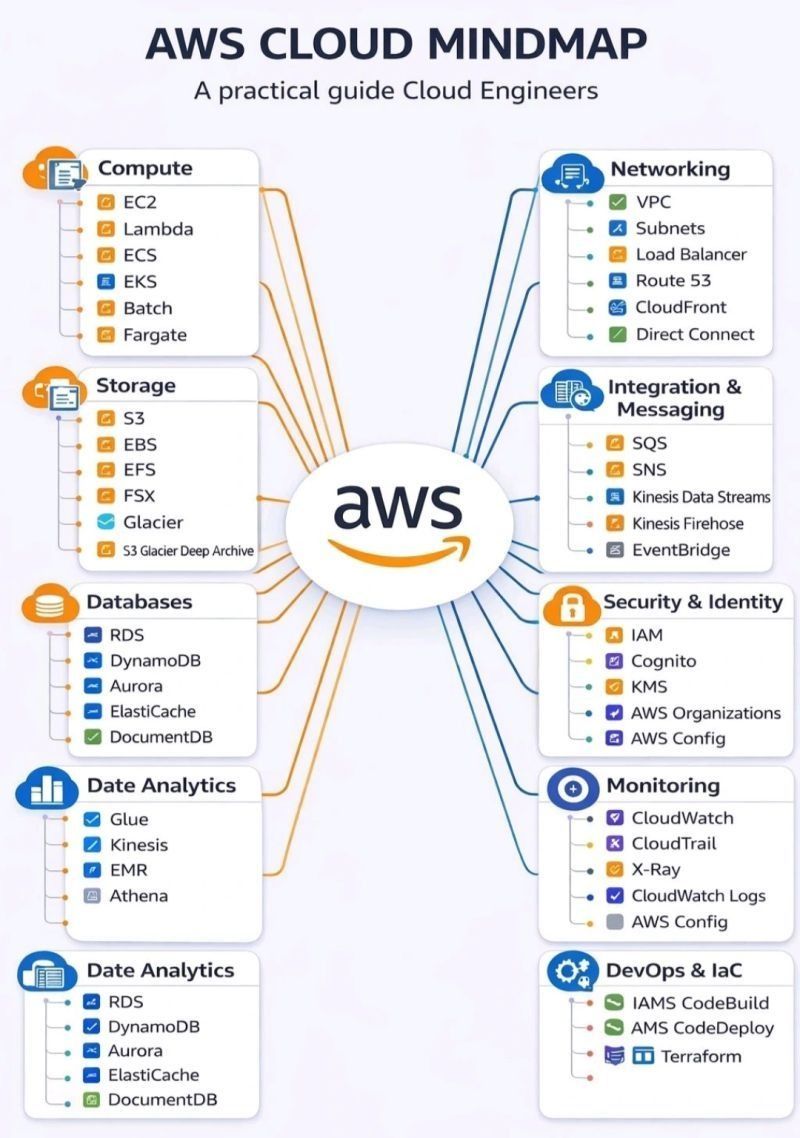 AWS CLOUD MINDMAP
A practical guide Cloud Engineers
Compute
EC2
Lambda
ECS
EKS
Batch
Fargate
Storage
S3
EBS
EFS
FSX
Glacier
S3 Glacier Deep Archive
Databases
RDS
DynamoDB
Aurora
ElastiCache
DocumentDB
Date Analytics
Glue
Kinesis
EMR
Athena
Date Analytics
RDS
DynamoDB
Aurora
ElastiCache
DocumentDB
aws
Networking
VPC
Subnets
Load Balancer
Route 53
CloudFront
Direct Connect
Integration &
Messaging
SQS
SNS
Kinesis Data Streams
Kinesis Firehose
EventBridge
Security & Identity
IAM
Cognito
KMS
AWS Organizations
AWS Config
Monitoring
CloudWatch
CloudTrail
X-Ray
CloudWatch Logs
AWS Config
DevOps & IaC
IAMS CodeBuild
AMS CodeDeploy
Terraform